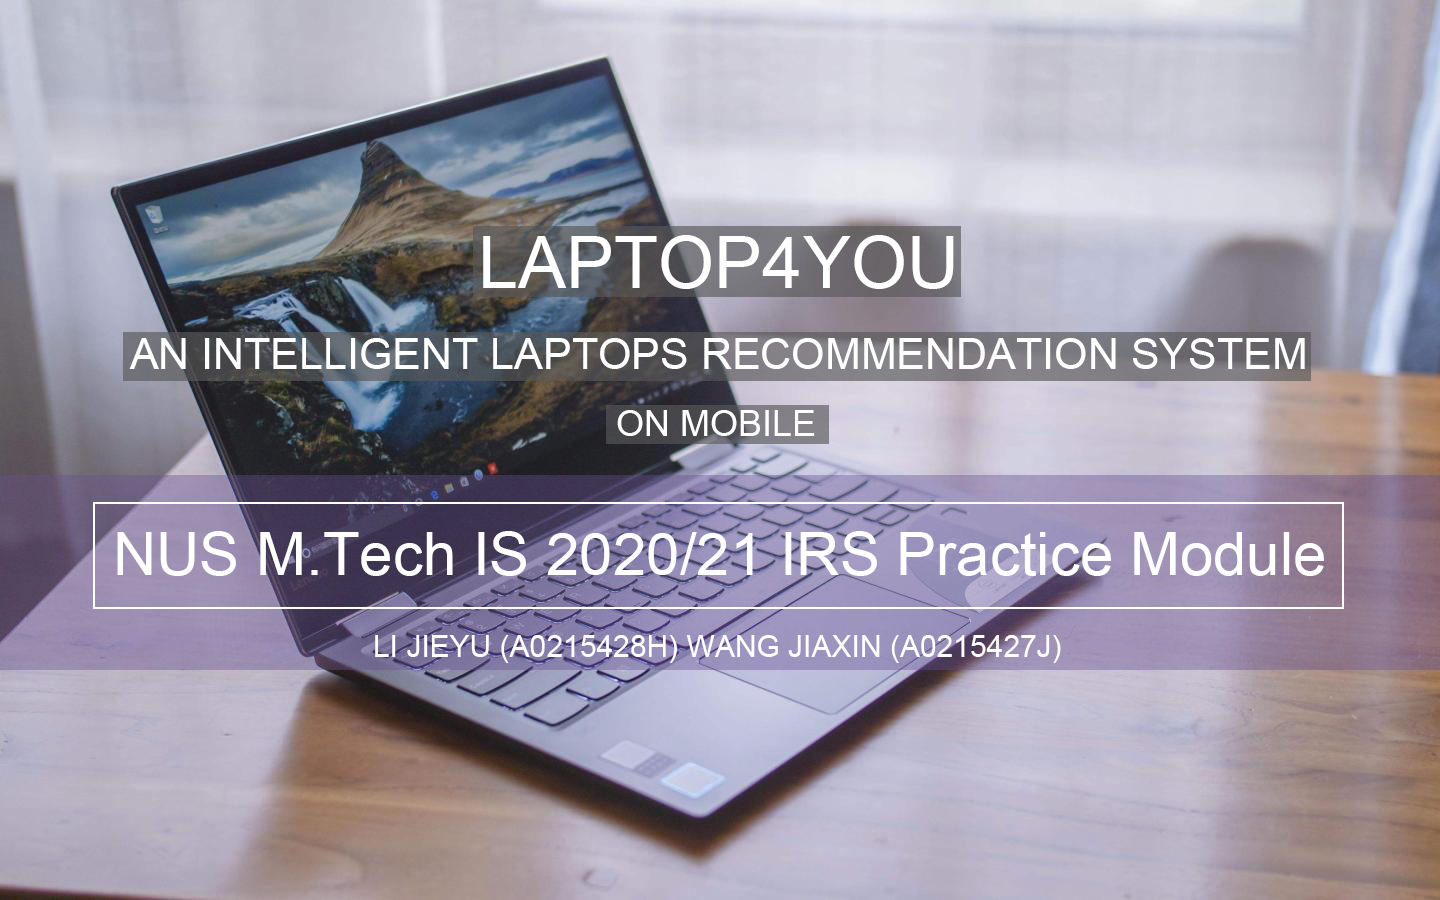 LAPTOP4YOU
AN INTELLIGENT LAPTOPS RECOMMENDATION SYSTEM
ON MOBILE
NUS M.Tech IS 2020/21 IRS Practice Module
LI JIEYU (A0215428H) WANG JIAXIN (A0215427J)